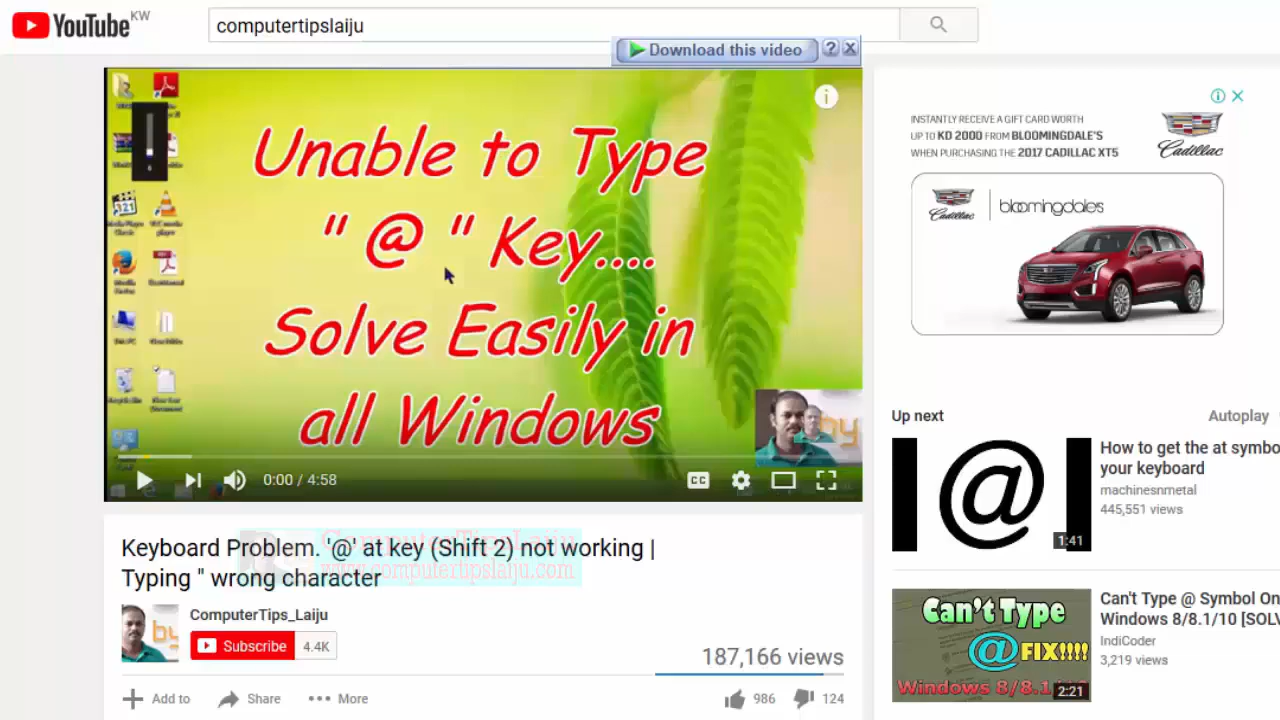 YouTube KW
computertipslaiju
Download this video ? X
Unable to Type
" @ " Key....
Solve Easily in
all Windows
0:00 / 4:58
CC
Keyboard Problem. '@' at key (Shift 2) not working |
Typing " wrong character
ComputerTipsLaiju
www.computertipslaiju.com
ComputerTips_Laiju
Subscribe 4.4K
187,166 views
Add to Share More 986 124
INSTANTLY RECEIVE A GIFT CARD WORTH
UP TO KD 2000 FROM BLOOMINGDALE'S
WHEN PURCHASING THE 2017 CADILLAC XT5
Cadillac
Cadillac | bloomingdales
Up next Autoplay
@
1:41
How to get the at symbo
your keyboard
machinesnmetal
445,551 views
Can't Type
@ FIX!!!!
Windows 8/8.1
2:21
Can't Type @ Symbol On
Windows 8/8.1/10 [SOLV
IndiCoder
3,219 views